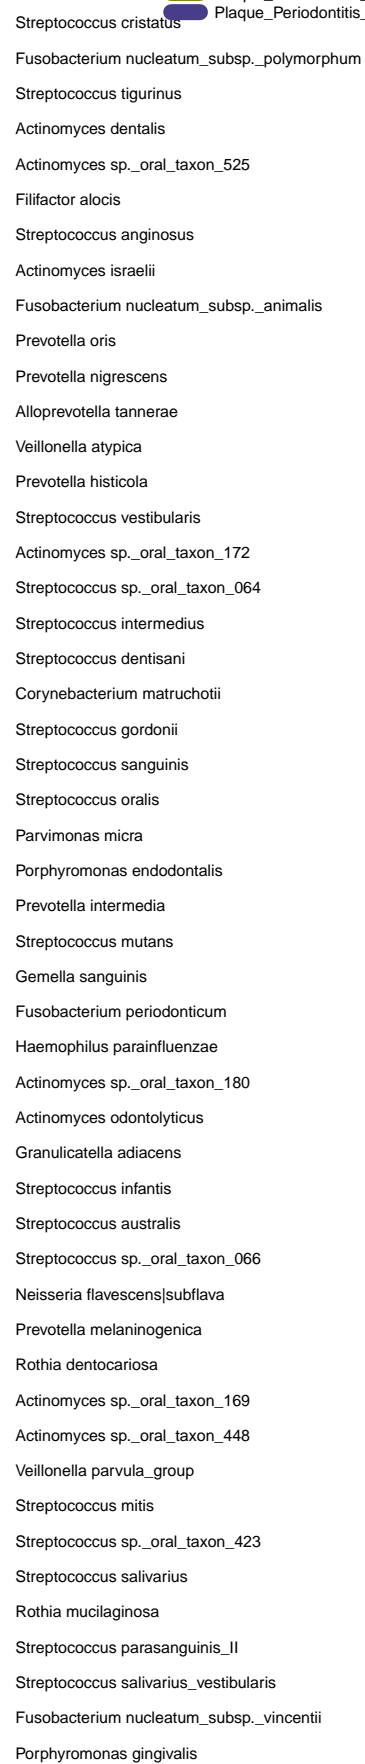 Plaque_Periodontitis_
Streptococcus cristatus
Fusobacterium nucleatum_subsp._polymorphum
Streptococcus tigurinus
Actinomyces dentalis
Actinomyces sp._oral_taxon_525
Filifactor alocis
Streptococcus anginosus
Actinomyces israelii
Fusobacterium nucleatum_subsp._animalis
Prevotella oris
Prevotella nigrescens
Alloprevotella tannerae
Veillonella atypica
Prevotella histicola
Streptococcus vestibularis
Actinomyces sp._oral_taxon_172
Streptococcus sp._oral_taxon_064
Streptococcus intermedius
Streptococcus dentisani
Corynebacterium matruchotii
Streptococcus gordonii
Streptococcus sanguinis
Streptococcus oralis
Parvimonas micra
Porphyromonas endodontalis
Prevotella intermedia
Streptococcus mutans
Gemella sanguinis
Fusobacterium periodonticum
Haemophilus parainfluenzae
Actinomyces sp._oral_taxon_180
Actinomyces odontolyticus
Granulicatella adiacens
Streptococcus infantis
Streptococcus australis
Streptococcus sp._oral_taxon_066
Neisseria flavescens|subflava
Prevotella melaninogenica
Rothia dentocariosa
Actinomyces sp._oral_taxon_169
Actinomyces sp._oral_taxon_448
Veillonella parvula_group
Streptococcus mitis
Streptococcus sp._oral_taxon_423
Streptococcus salivarius
Rothia mucilaginosa
Streptococcus parasanguinis_II
Streptococcus salivarius_vestibularis
Fusobacterium nucleatum_subsp._vincentii
Porphyromonas gingivalis